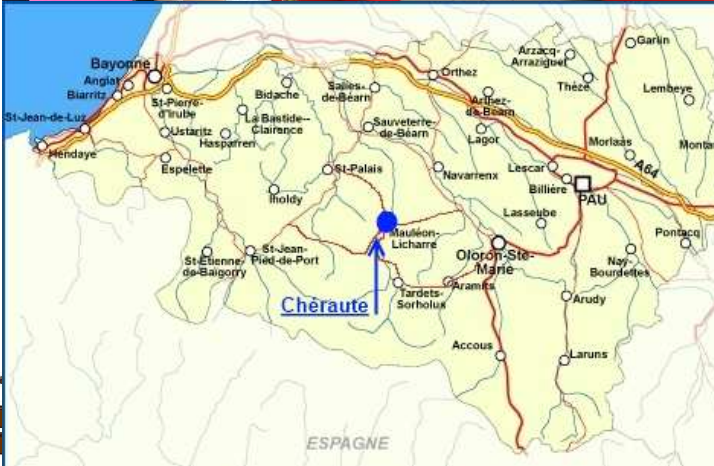 Garlin
Arzacq-
Arraziguet
Bayonne
Orthez
Thèze
Anglat
Biarritz
St-Pierre-
d'Irube
Bidache
Salies-
de-Béarn
Arthez-
de-Béarn
Lembeye
St-Jean-de-Luz
La Bastide-
Clairence
Sauveterre-
de-Béarn
Lagor
Morlaas
Hendaye
Ustaritz
Hasparren
A64
Espelette
St-Palais
Navarrenx
Lescar
Billière
PAU
Iholdy
Lasseube
Mauléon-
Licharre
Pontacq
St-Etienne-
de-Baigorry
St-Jean-
Pied-de-Port
Oloron-Ste-
Marie
Nay-
Bourdettes
Chéraute
Tardets-
Sorholus
Aramits
Arudy
Accous
Laruns
ESPAGNE